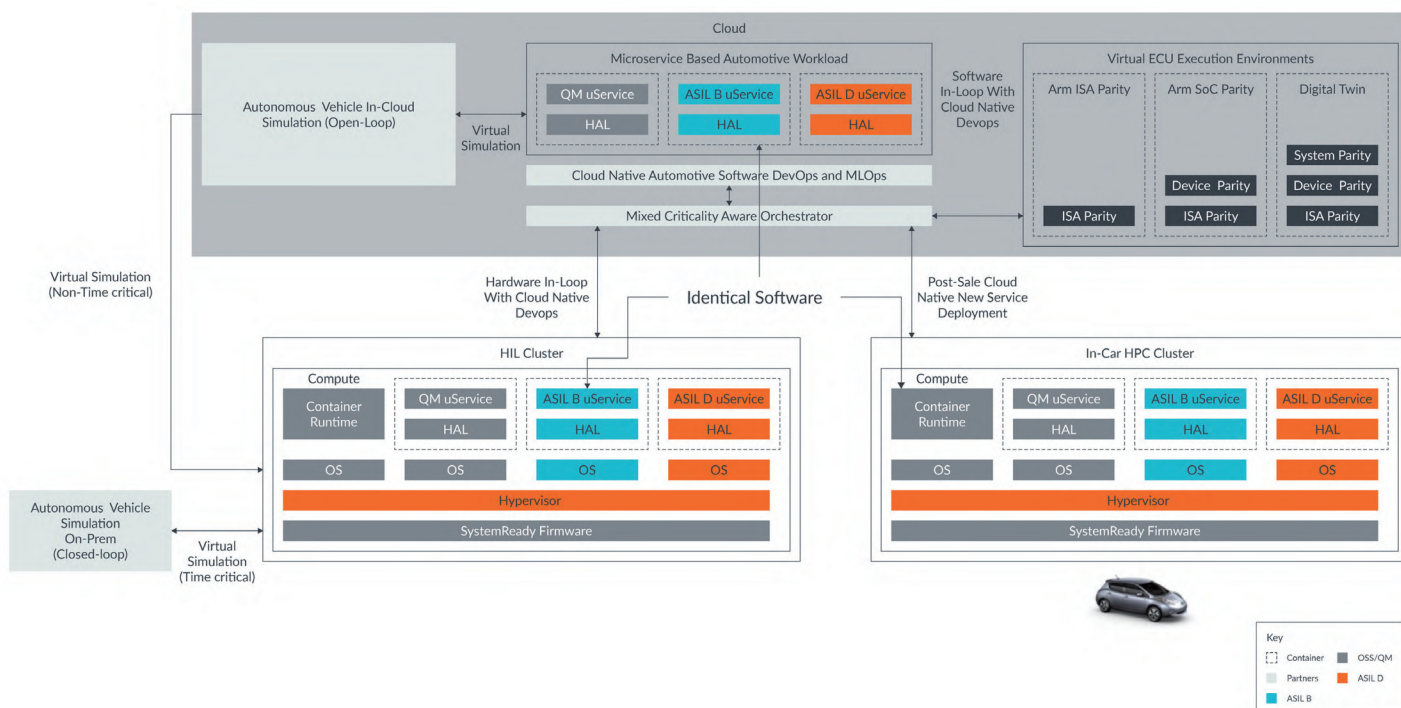 Cloud
Autonomous Vehicle In-Cloud
Simulation (Open-Loop)
Virtual
Simulation
Microservice Based Automotive Workload
QM uService
HAL
ASIL B uService
HAL
ASIL D uService
HAL
Cloud Native Automotive Software DevOps and MLOps
Mixed Criticality Aware Orchestrator
Software
In-Loop With
Cloud Native
Devops
Virtual ECU Execution Environments
Arm ISA Parity
ISA Parity
Arm SoC Parity
Device Parity
ISA Parity
Digital Twin
System Parity
Device Parity
ISA Parity
Virtual Simulation
(Non-Time critical)
Hardware In-Loop
With Cloud Native
Devops
Identical Software
Post-Sale Cloud
Native New Service
Deployment
HIL Cluster
Compute
Container
Runtime
QM uService
HAL
ASIL B uService
HAL
ASIL D uService
HAL
OS
OS
OS
OS
Hypervisor
SystemReady Firmware
In-Car HPC Cluster
Compute
Container
Runtime
QM uService
HAL
ASIL B uService
HAL
ASIL D uService
HAL
OS
OS
OS
OS
Hypervisor
SystemReady Firmware
Autonomous Vehicle
Simulation
On-Prem
(Closed-loop)
Virtual
Simulation
(Time critical)
Key
Container
OSS/QM
Partners
ASIL D
ASIL B